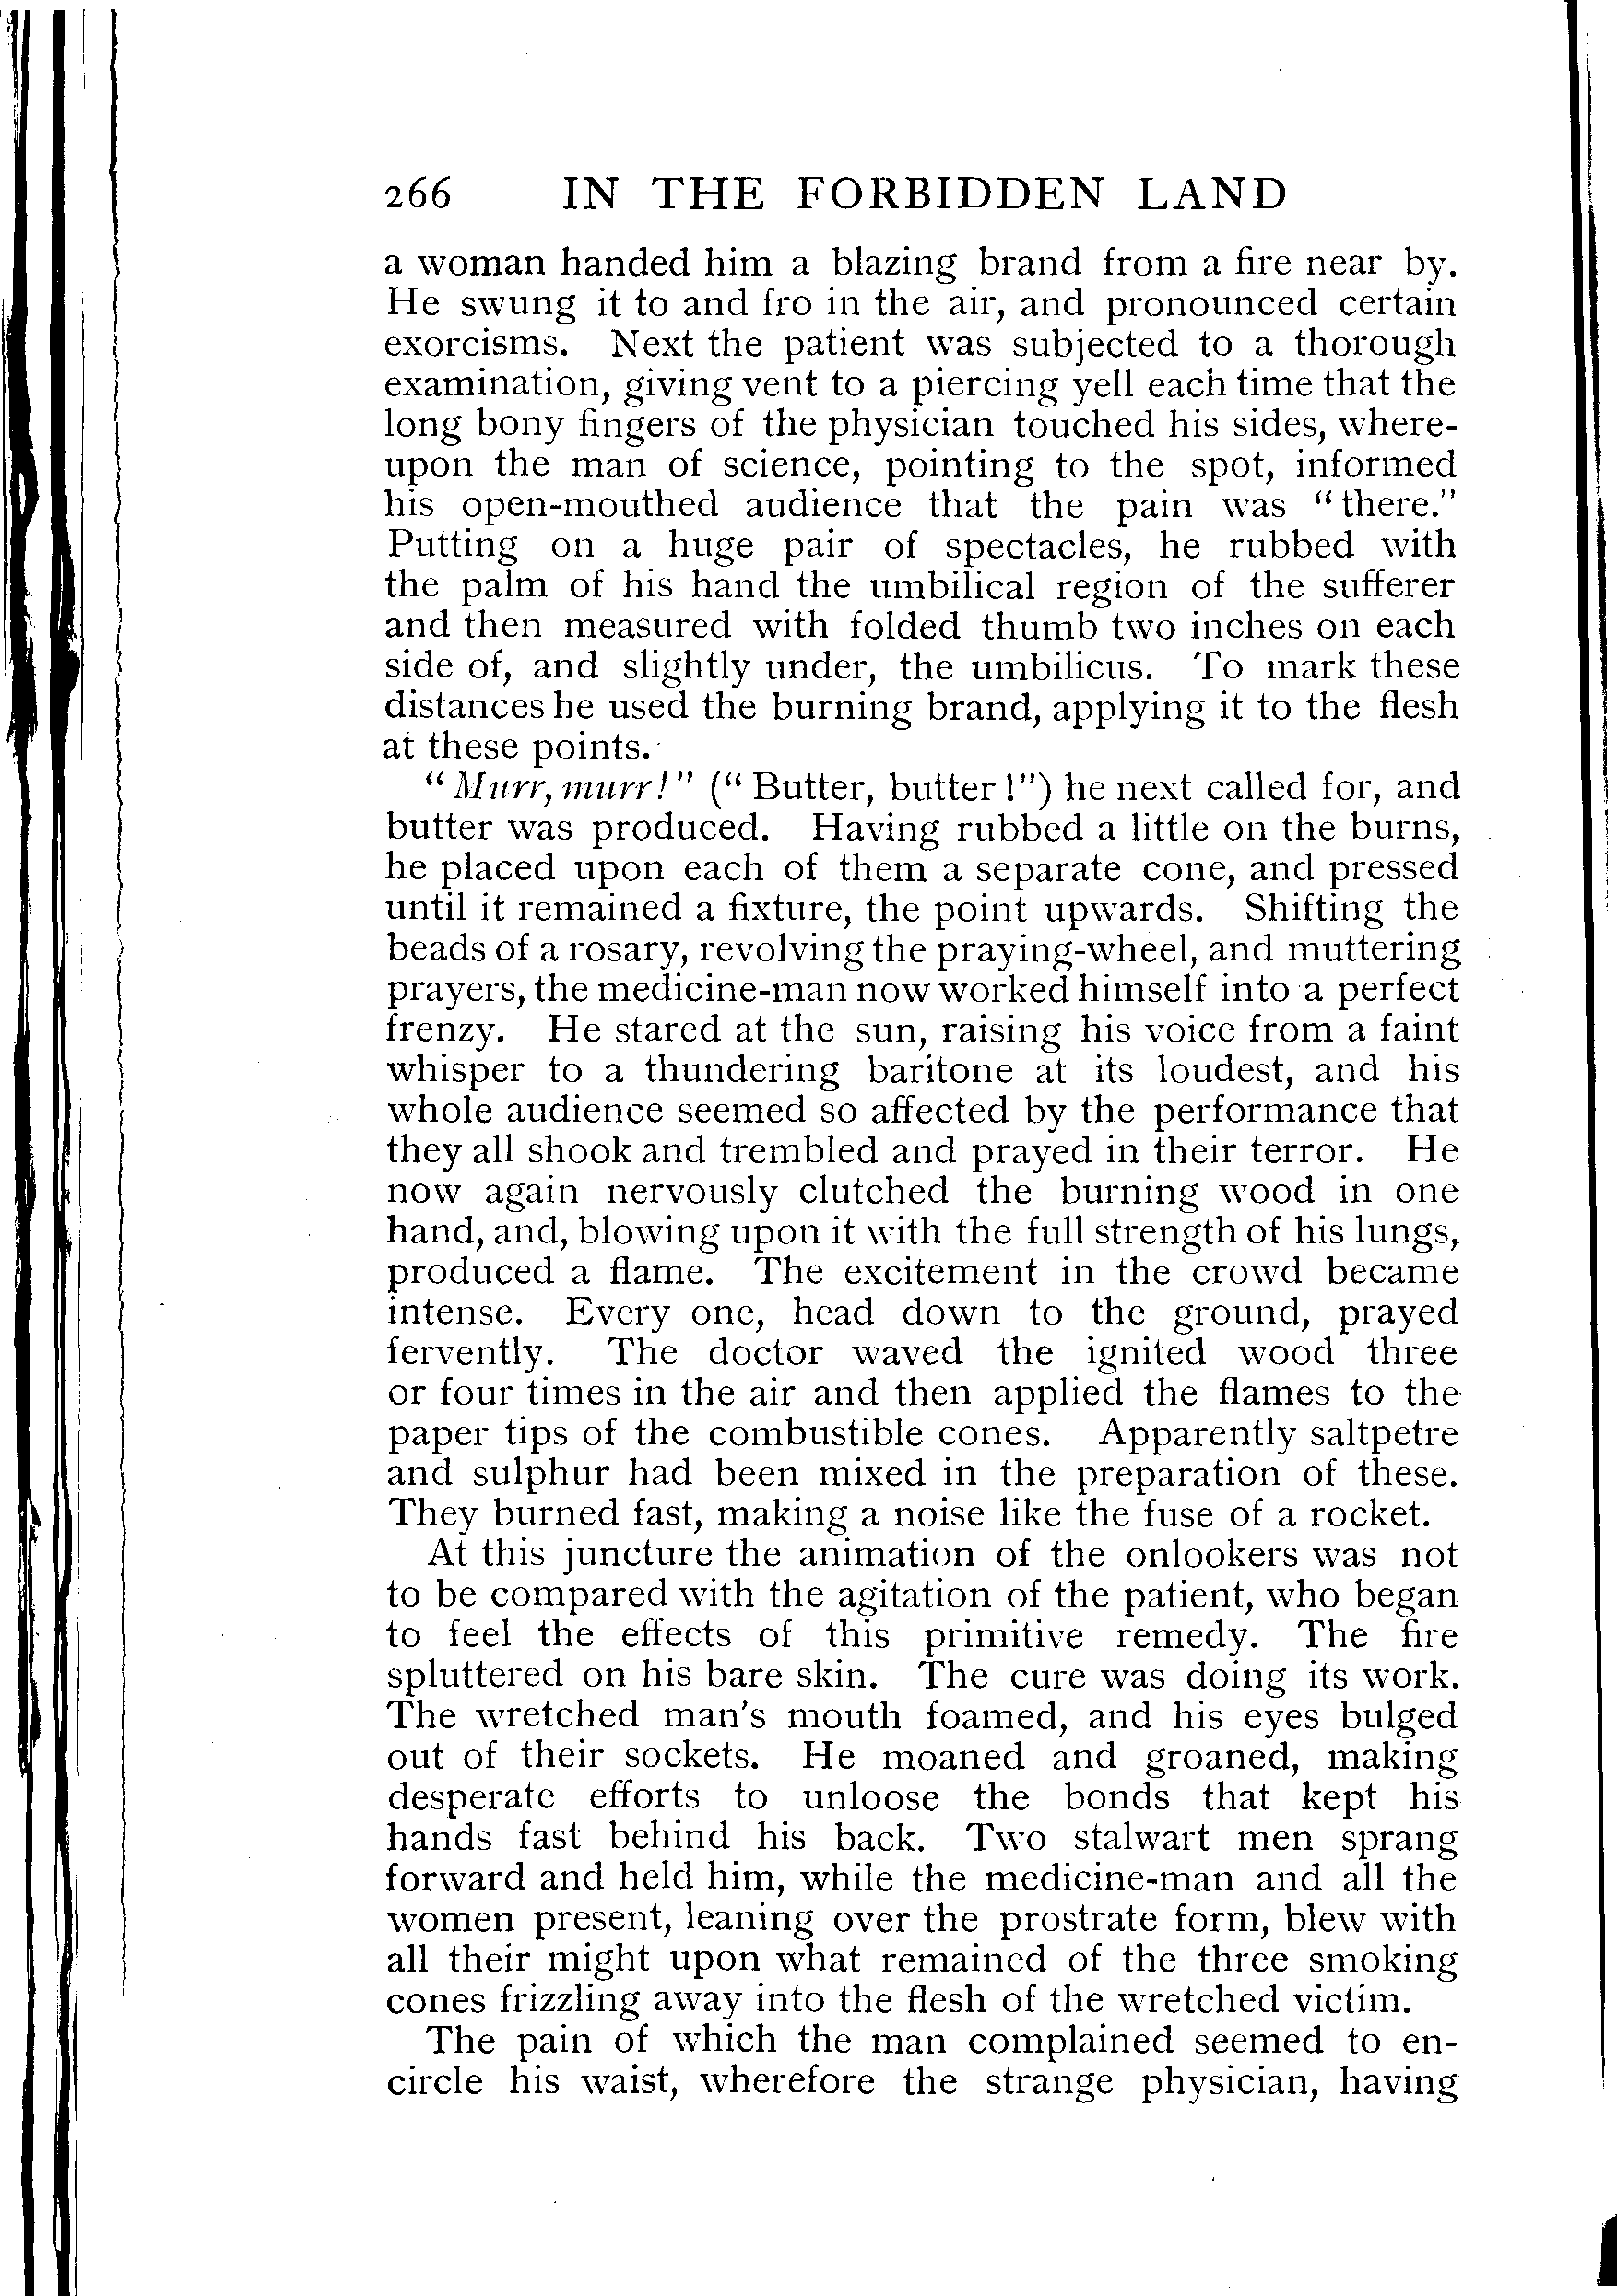 266 IN THE FORBIDDEN LAND
a woman handed him a blazing brand from a fire near by.
He swung it to and fro in the air, and pronounced certain
exorcisms. Next the patient was subjected to a thorough
examination, giving vent to a piercing yell each time that the
long bony fingers of the physician touched his sides, where-
upon the man of science, pointing to the spot, informed
his open-mouthed audience that the pain was "there."
Putting on a huge pair of spectacles, he rubbed with
the palm of his hand the umbilical region of the sufferer
and then measured with folded thumb two inches on each
side of, and slightly under, the umbilicus. To mark these
distances he used the burning brand, applying it to the flesh
at these points.
"Murr, murr!" ("Butter, butter!") he next called for, and
butter was produced. Having rubbed a little on the burns,
he placed upon each of them a separate cone, and pressed
until it remained a fixture, the point upwards. Shifting the
beads of a rosary, revolving the praying-wheel, and muttering
prayers, the medicine-man now worked himself into a perfect
frenzy. He stared at the sun, raising his voice from a faint
whisper to a thundering baritone at its loudest, and his
whole audience seemed so affected by the performance that
they all shook and trembled and prayed in their terror. He
now again nervously clutched the burning wood in one
hand, and, blowing upon it with the full strength of his lungs,
produced a flame. The excitement in the crowd became
intense. Every one, head down to the ground, prayed
fervently. The doctor waved the ignited wood three
or four times in the air and then applied the flames to the
paper tips of the combustible cones. Apparently saltpetre
and sulphur had been mixed in the preparation of these.
They burned fast, making a noise like the fuse of a rocket.
At this juncture the animation of the onlookers was not
to be compared with the agitation of the patient, who began
to feel the effects of this primitive remedy. The fire
spluttered on his bare skin. The cure was doing its work.
The wretched man's mouth foamed, and his eyes bulged
out of their sockets. He moaned and groaned, making
desperate efforts to unloose the bonds that kept his
hands fast behind his back. Two stalwart men sprang
forward and held him, while the medicine-man and all the
women present, leaning over the prostrate form, blew with
all their might upon what remained of the three smoking
cones frizzling away into the flesh of the wretched victim.
The pain of which the man complained seemed to en-
circle his waist, wherefore the strange physician, having